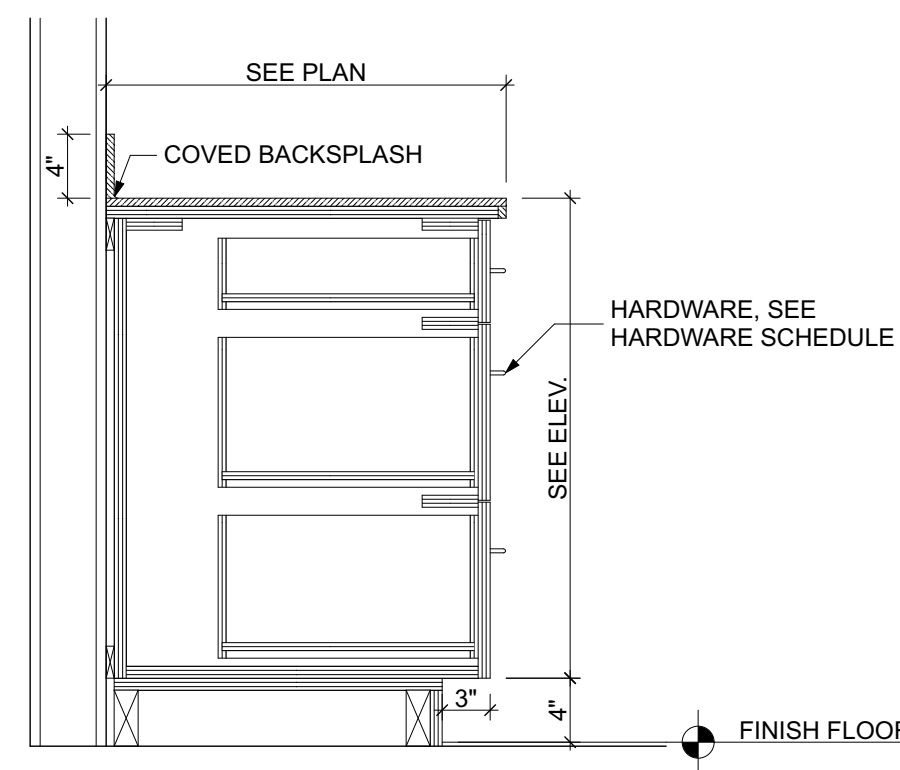 SEE PLAN
4"
COVED BACKSPLASH
HARDWARE, SEE
HARDWARE SCHEDULE
SEE ELEV.
3"
4"
FINISH FLOOR